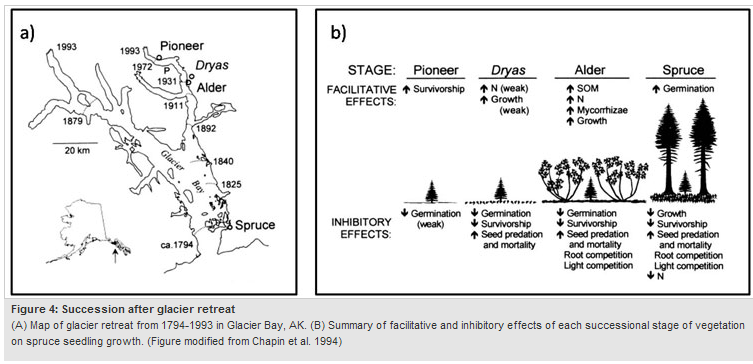 a)
1993
1993
Pioneer
1972
P
Dryas
1931
Alder
1911
1879
1892
20 km
Glacier
Bay
1840
1825
Spruce
ca.1794
b)
STAGE: Pioneer Dryas Alder Spruce
FACILITATIVE EFFECTS:
↑ Survivorship
↑ N (weak)
↑ Growth
(weak)
↑ SOM
↑ N
↑ Mycorrhizae
↑ Growth
↑ Germination
INHIBITORY EFFECTS:
↓ Germination
(weak)
↓ Germination
↓ Survivorship
↑ Seed predation
and mortality
↓ Germination
↓ Survivorship
↑ Seed predation
and mortality
Root competition
Light competition
↓ Growth
↓ Survivorship
↑ Seed predation
and mortality
Root competition
Light competition
↓ N
Figure 4: Succession after glacier retreat
(A) Map of glacier retreat from 1794-1993 in Glacier Bay, AK. (B) Summary of facilitative and inhibitory effects of each successional stage of vegetation
on spruce seedling growth. (Figure modified from Chapin et al. 1994)